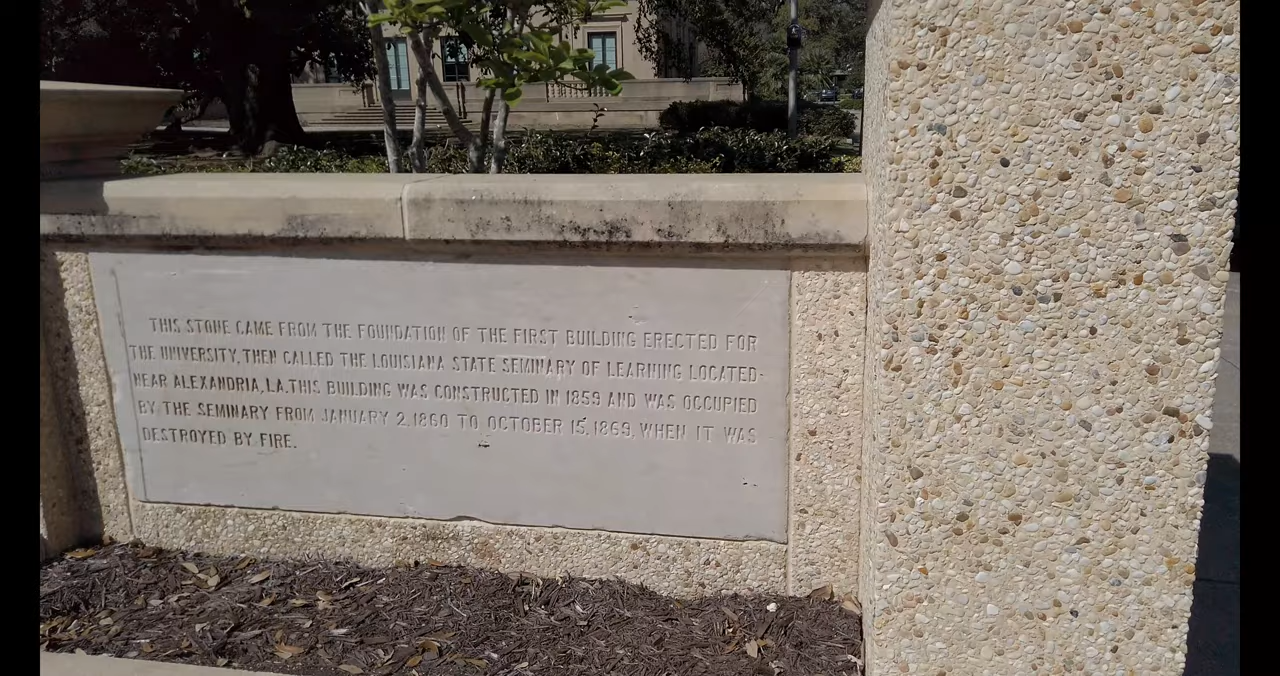 THIS STONE CAME FROM THE FOUNDATION OF THE FIRST BUILDING ERECTED FOR
THE UNIVERSITY, THEN CALLED THE LOUISIANA STATE SEMINARY OF LEARNING LOCATED-
NEAR ALEXANDRIA, LA. THIS BUILDING WAS CONSTRUCTED IN 1859 AND WAS OCCUPIED
BY THE SEMINARY FROM JANUARY 2, 1860 TO OCTOBER 15, 1869, WHEN IT WAS
DESTROYED BY FIRE.